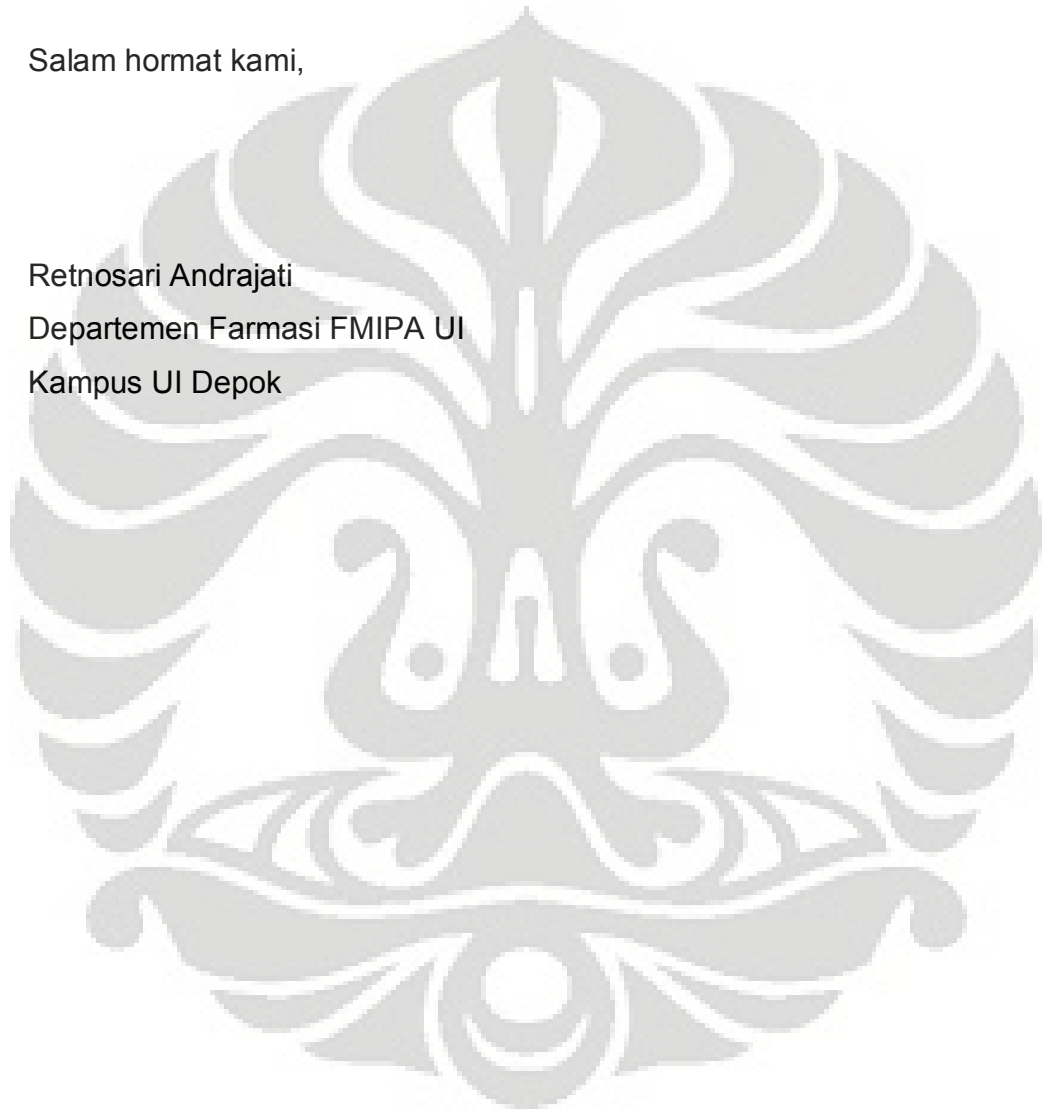 Salam hormat kami,
Retnosari Andrajati
Departemen Farmasi FMIPA UI
Kampus UI Depok